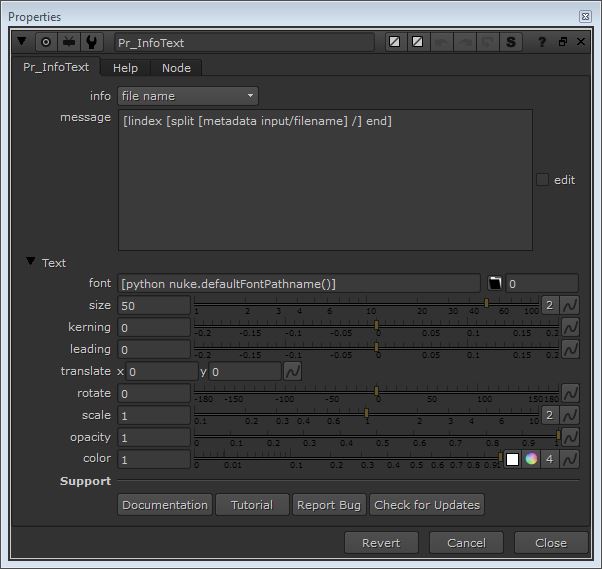 Properties
Pr_InfoText S ?
Pr_InfoText Help Node
info file name
message [lindex [split [metadata input/filename] /] end]
edit
Text
font [python nuke.defaultFontPathname()] 0
size 50 2
1 2 3 4 5 6 10 20 30 40 60 100
kerning 0
-0.2 -0.15 -0.1 -0.05 0 0.05 0.1 0.15 0.2
leading 0
-0.2 -0.15 -0.1 -0.05 0 0.05 0.1 0.15 0.2
translate x 0 y 0
rotate 0
-180 -150 -100 -50 0 50 100 150 180
scale 1 2
0.1 0.2 0.3 0.4 1 2 3 4 6 10
opacity 1
0 0.1 0.2 0.3 0.4 0.5 0.6 0.7 0.8 0.9 1
color 1 4
0 0.01 0.1 0.2 0.3 0.4 0.5 0.6 0.7 0.8 0.91
Support
Documentation Tutorial Report Bug Check for Updates
Revert Cancel Close